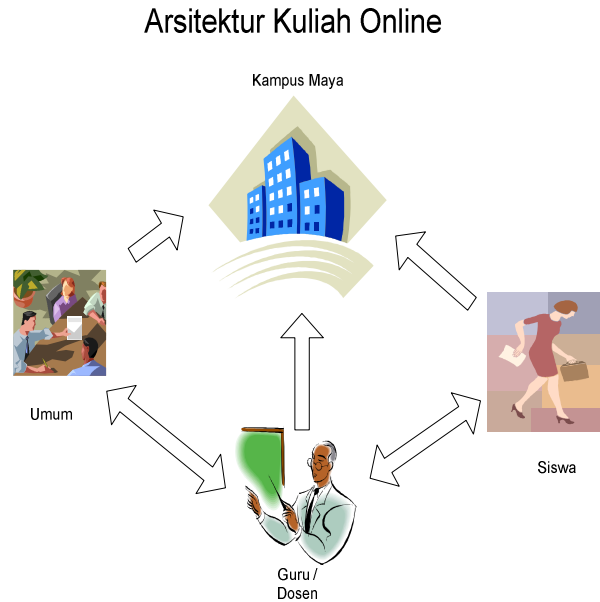 Arsitektur Kuliah Online
Kampus Maya
Umum
Siswa
Guru /
Dosen